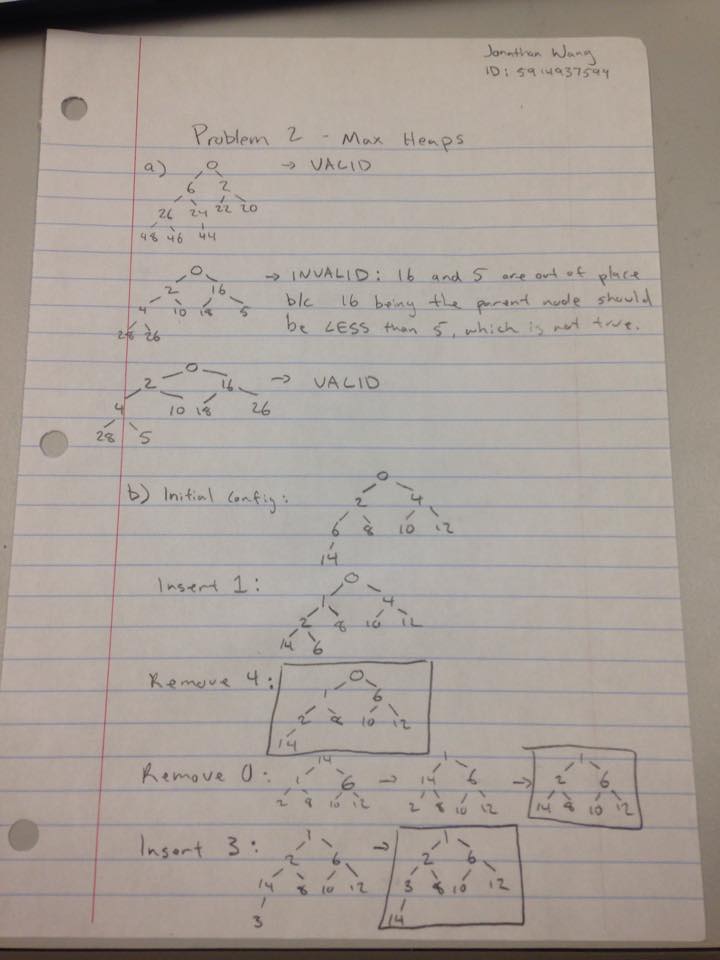 Jonathan Wang
ID: 5914937594
Problem 2 - Max Heaps
a) 0 → VALID
6 2
26 24 22 20
48 46 44
0 → INVALID: 16 and 5 are out of place
2 16 b/c 16 being the parent node should
4 10 18 5 be LESS than 5, which is not true.
28 26
0
2 16 → VALID
4 10 18 26
28 5
b) Initial Config: 0
2 4
6 8 10 12
14
Insert 1: 0
1 4
2 8 10 12
14 6
Remove 4: 0
1 6
2 8 10 12
14
Remove 0: 14 → 1 → 1
1 6 14 6 2 6
2 8 10 12 2 8 10 12 14 8 10 12
Insert 3: 1 → 1
2 6 2 6
14 8 10 12 3 8 10 12
3 14